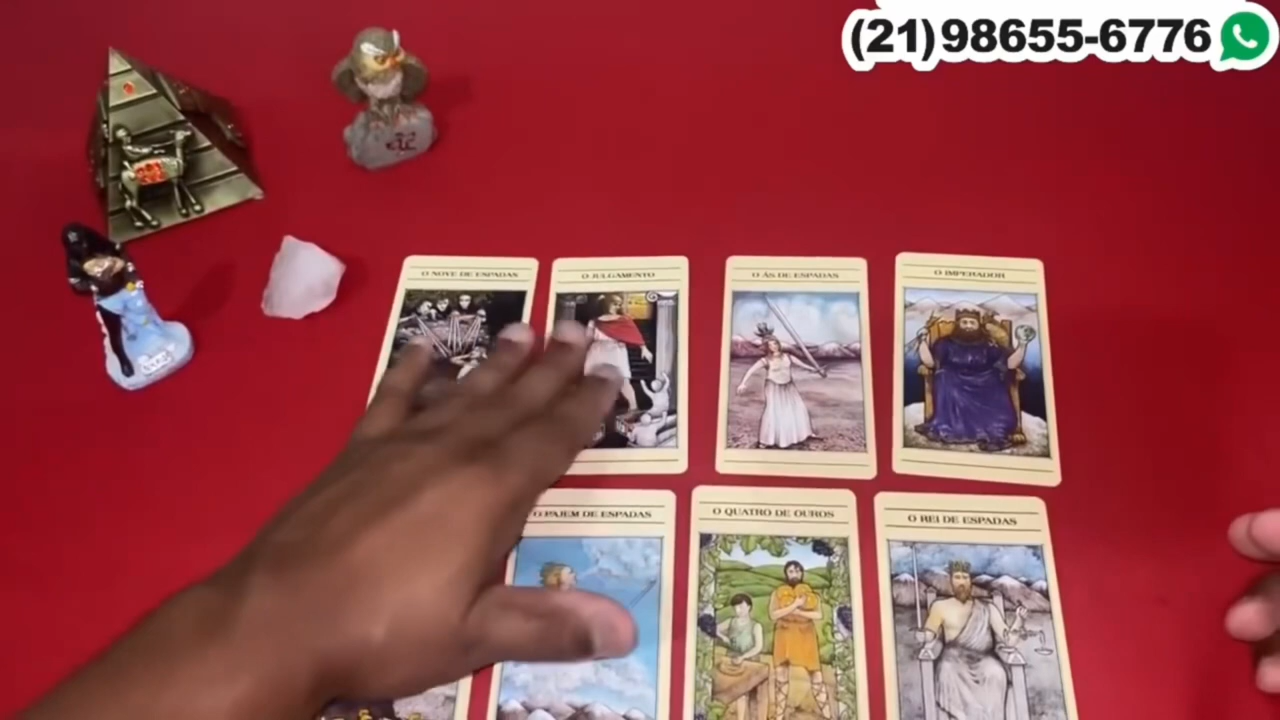 (21)98655-6776
O NOVE DE ESPADAS
O JULGAMENTO
O ÁS DE ESPADAS
O IMPERADOR
O PAJEM DE ESPADAS
O QUATRO DE OUROS
O REI DE ESPADAS